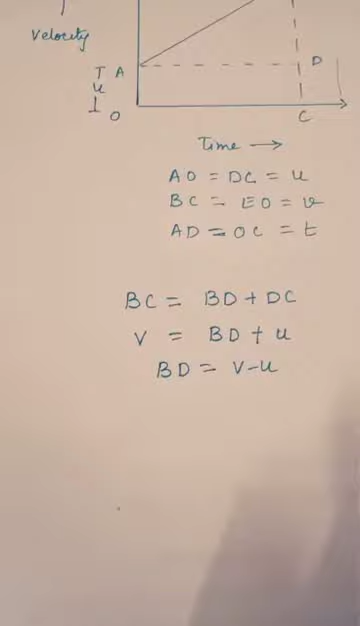 Velocity
A
D
u
O
C
Time →
AO = DC = u
BC = EO = v
AD = OC = t
BC = BD + DC
V = BD + u
BD = V-u